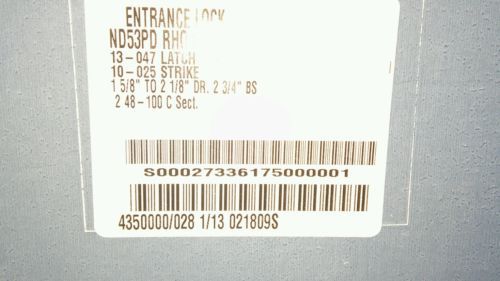 ENTRANCE LOCK
ND53PD RHO
13-047 LATCH
10-025 STRIKE
1 5/8" TO 2 1/8" DR. 2 3/4" BS
2 48-100 C Sect.
S000273361750000001
4350000/028 1/13 021809S